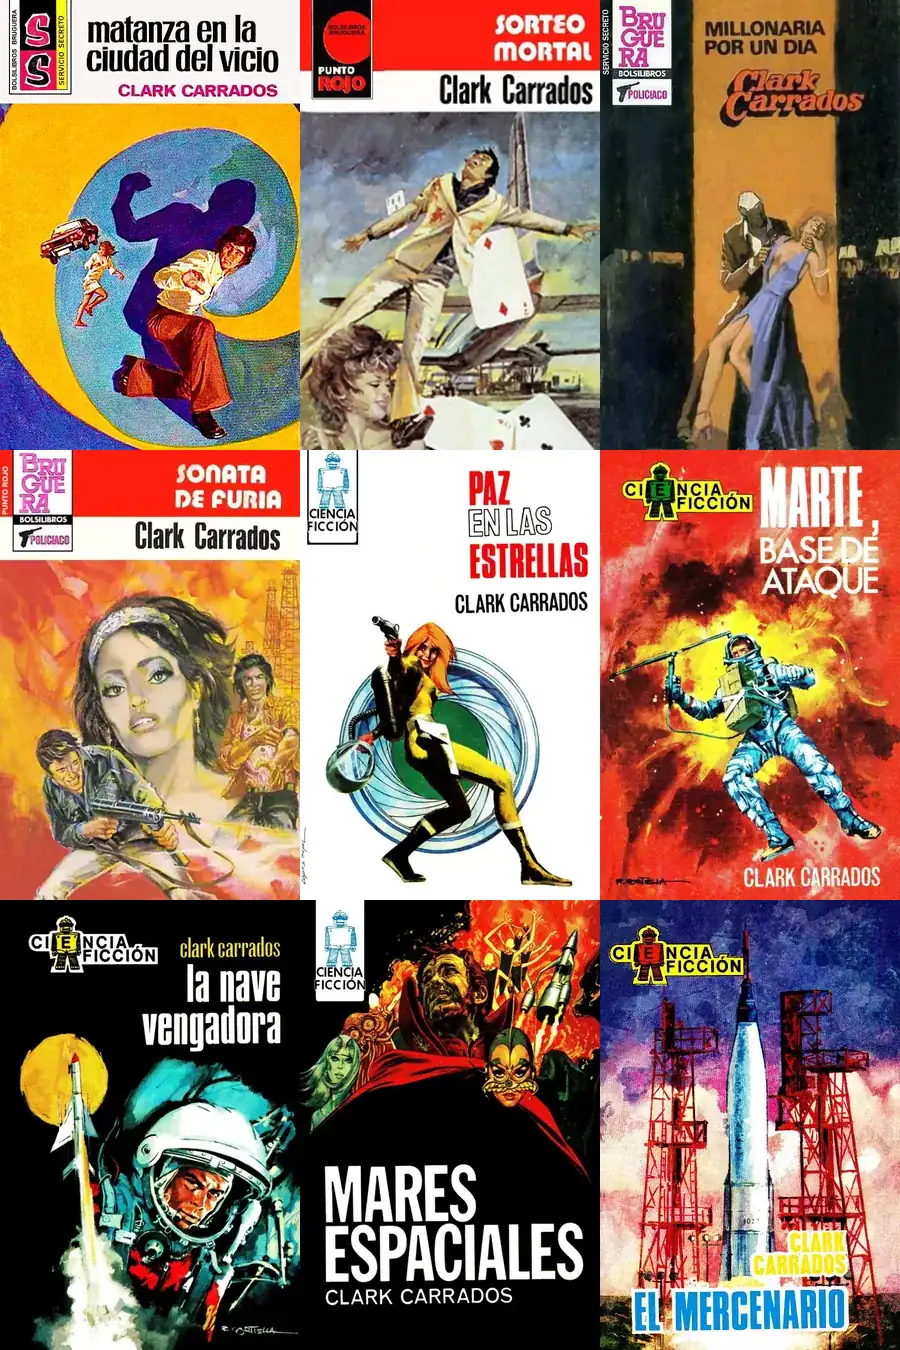 BOLSILIBROS BRUGUERA
SS
SERVICIO SECRETO
matanza en la
ciudad del vicio
CLARK CARRADOS
BOLSILIBROS
BRUGUERA
PUNTO
ROJO
SORTEO
MORTAL
Clark Carrados
SERVICIO SECRETO
BRU
GUE
RA
BOLSILIBROS
POLICIACO
MILLONARIA
POR UN DIA
Clark
Carrados
PUNTO ROJO
BRU
GUE
RA
BOLSILIBROS
POLICIACO
SONATA
DE FURIA
Clark Carrados
CIENCIA
FICCIÓN
PAZ
EN LAS
ESTRELLAS
CLARK CARRADOS
CIENCIA
FICCIÓN
MARTE,
BASE DE
ATAQUE
CLARK CARRADOS
CIENCIA
FICCIÓN
clark carrados
la nave
vengadora
CIENCIA
FICCIÓN
MARES
ESPACIALES
CLARK CARRADOS
CIENCIA
FICCIÓN
CLARK
CARRADOS
EL MERCENARIO